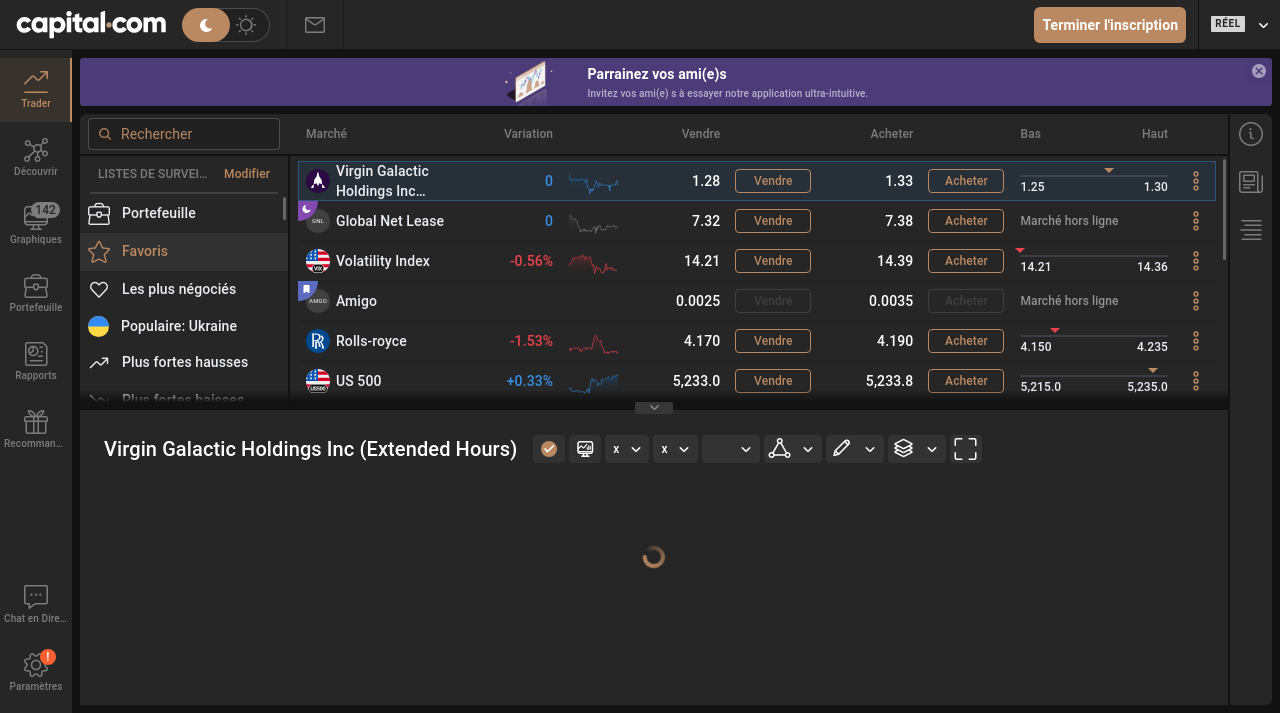 capital.com
Terminer l'inscription
RÉEL
Trader
Découvrir
142
Graphiques
Portefeuille
Rapports
Recomman...
Chat en Dire...
!
Paramètres
Parrainez vos ami(e)s
Invitez vos ami(e) s à essayer notre application ultra-intuitive.
Rechercher
LISTES DE SURVEI... Modifier
Portefeuille
Favoris
Les plus négociés
Populaire: Ukraine
Plus fortes hausses
Plus fortes baisses
Marché Variation Vendre Acheter Bas Haut
Virgin Galactic
Holdings Inc... 0 1.28 Vendre 1.33 Acheter 1.25 1.30
GNL Global Net Lease 0 7.32 Vendre 7.38 Acheter Marché hors ligne
VIX Volatility Index -0.56% 14.21 Vendre 14.39 Acheter 14.21 14.36
AMGO Amigo 0.0025 Vendre 0.0035 Acheter Marché hors ligne
RR Rolls-royce -1.53% 4.170 Vendre 4.190 Acheter 4.150 4.235
US500 US 500 +0.33% 5,233.0 Vendre 5,233.8 Acheter 5,215.0 5,235.0
Virgin Galactic Holdings Inc (Extended Hours) x x